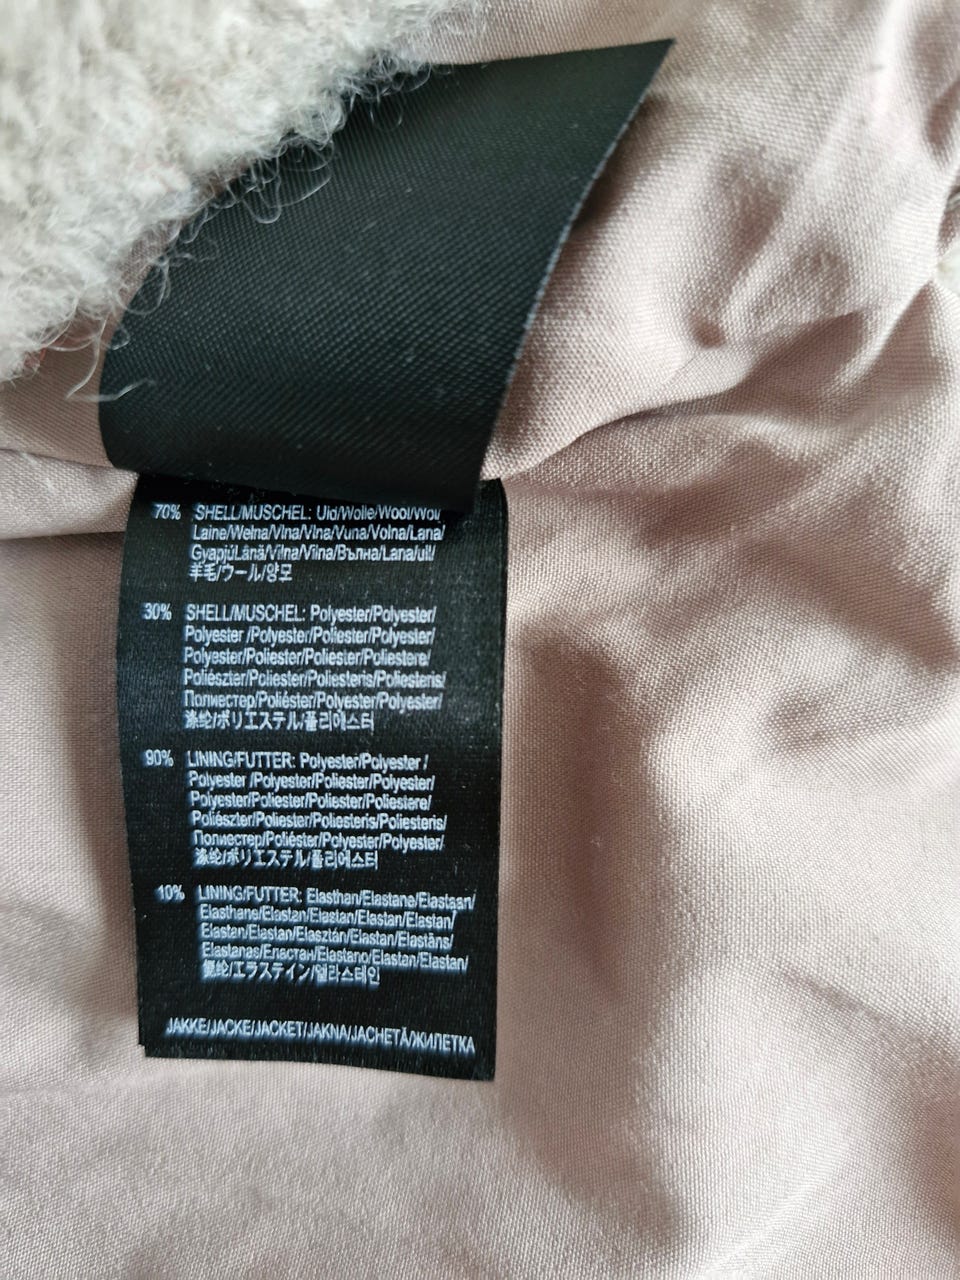 70% SHELL/MUSCHEL: Uld/Wolle/Wool/Wol/
Laine/Wełna/Vlna/Vlna/Vuna/Volna/Lana/
Gyapjú/Lână/Vilna/Vilna/Вълна/Lana/ull/
羊毛/ウール/양모
30% SHELL/MUSCHEL: Polyester/Polyester/
Polyester /Polyester/Poliester/Polyester/
Polyester/Poliester/Poliester/Poliestere/
Poliészter/Poliester/Poliesteris/Poliesteris/
Полиестер/Poliéster/Polyester/Polyester/
涤纶/ポリエステル/폴리에스터
90% LINING/FUTTER: Polyester/Polyester /
Polyester /Polyester/Poliester/Polyester/
Polyester/Poliester/Poliester/Poliestere/
Poliészter/Poliester/Poliesteris/Poliesteris/
Полиестер/Poliéster/Polyester/Polyester/
涤纶/ポリエステル/폴리에스터
10% LINING/FUTTER: Elasthan/Elastane/Elastaan/
Elasthane/Elastan/Elastan/Elastan/Elastan/
Elastan/Elastan/Elasztán/Elastan/Elastāns/
Elastanas/Еластан/Elastano/Elastan/Elastan/
氨纶/エラステイン/엘라스테인
JAKKE/JACKE/JACKET/JAKNA/JACHETĂ/ЖИЛЕТКА